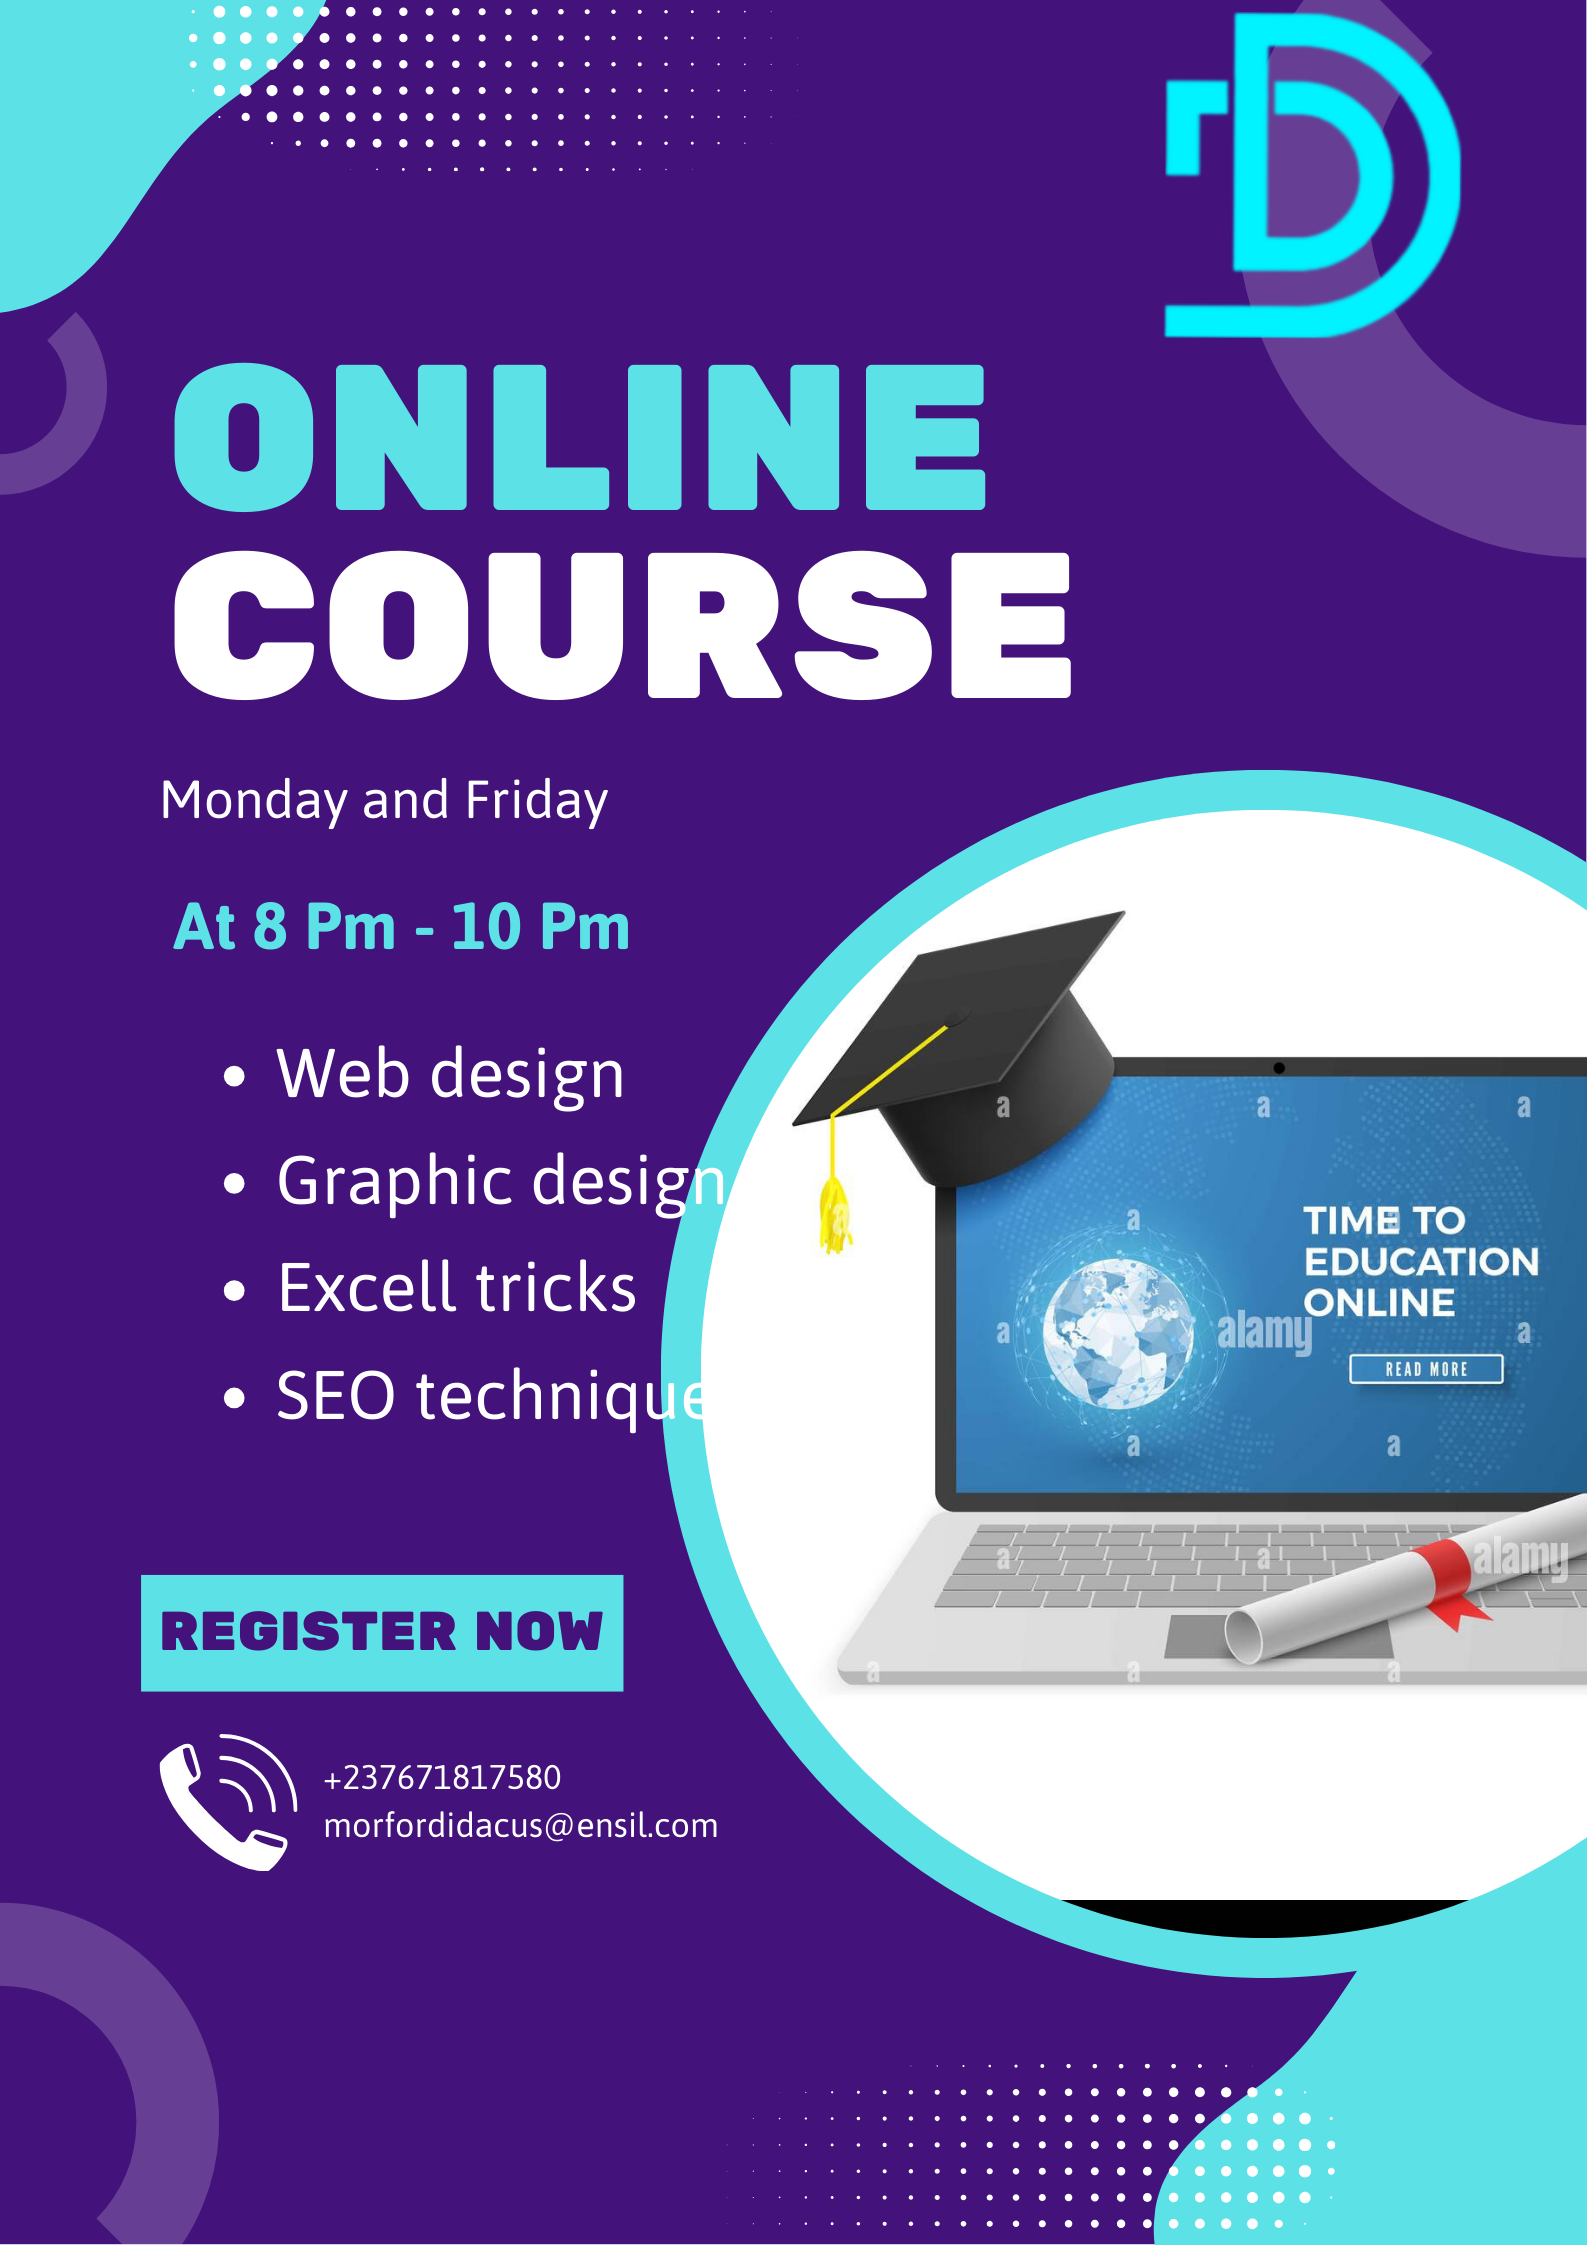 ONLINE
COURSE
Monday and Friday
At 8 Pm - 10 Pm
• Web design
• Graphic design
• Excell tricks
• SEO technique
TIME TO
EDUCATION
ONLINE
READ MORE
alamy
alamy
a
a
a
a
a
a
a
a
a
a
a
a
a
REGISTER NOW
+237671817580
morfordidacus@ensil.com